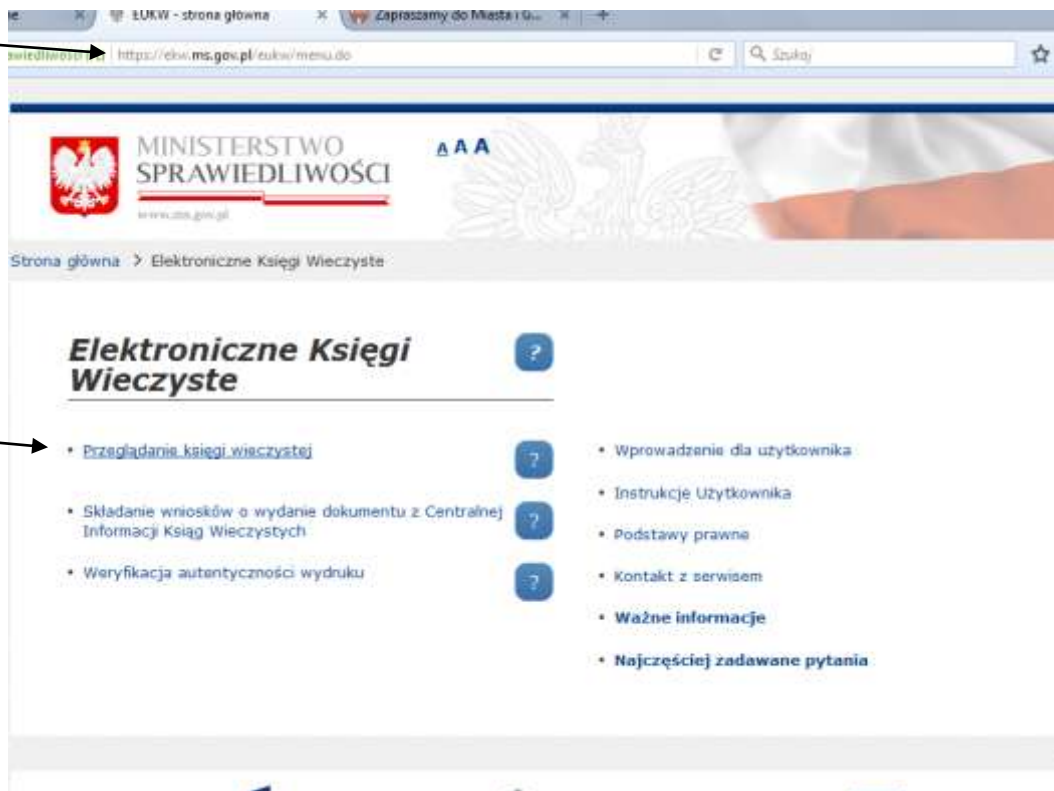 EUKW - strona główna
Zapraszamy do Miasta i G...
https://ekw.ms.gov.pl/eukw/menu.do
Szukaj
MINISTERSTWO
SPRAWIEDLIWOŚCI
www.ms.gov.pl
A A A
Strona główna > Elektroniczne Księgi Wieczyste
Elektroniczne Księgi
Wieczyste
?
• Przeglądanie księgi wieczystej
?
• Składanie wniosków o wydanie dokumentu z Centralnej
Informacji Ksiąg Wieczystych
?
• Weryfikacja autentyczności wydruku
?
• Wprowadzenie dla użytkownika
• Instrukcje Użytkownika
• Podstawy prawne
• Kontakt z serwisem
• Ważne informacje
• Najczęściej zadawane pytania